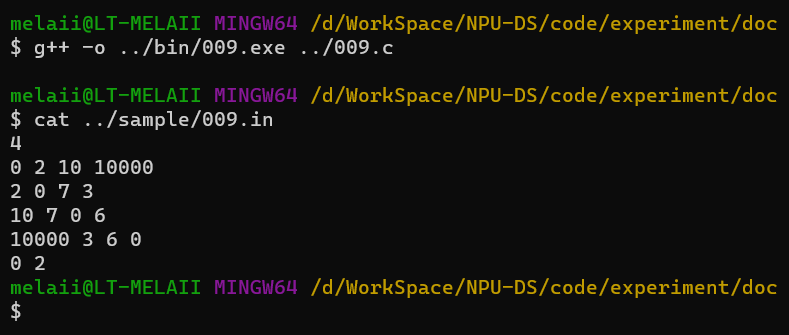 melaii@LT-MELAII MINGW64 /d/WorkSpace/NPU-DS/code/experiment/doc
$ g++ -o ../bin/009.exe ../009.c
melaii@LT-MELAII MINGW64 /d/WorkSpace/NPU-DS/code/experiment/doc
$ cat ../sample/009.in
4
0 2 10 10000
2 0 7 3
10 7 0 6
10000 3 6 0
0 2
melaii@LT-MELAII MINGW64 /d/WorkSpace/NPU-DS/code/experiment/doc
$